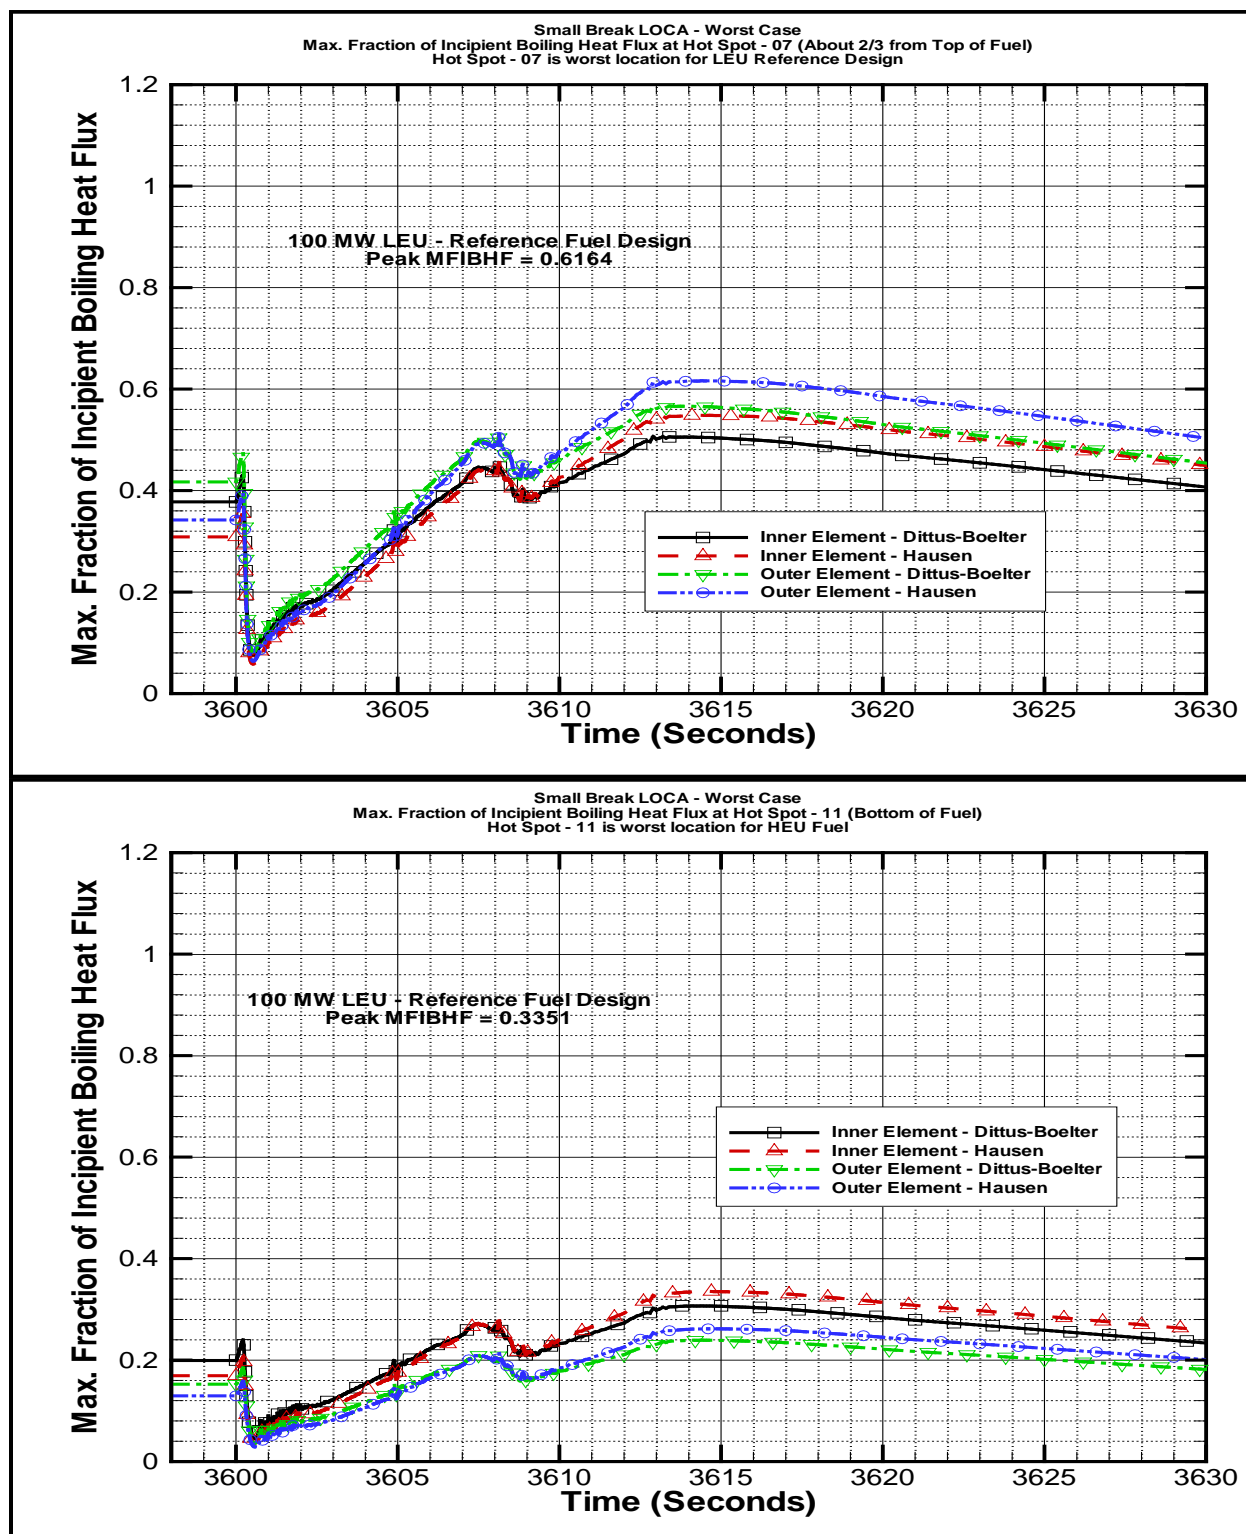 Small Break LOCA - Worst Case
Max. Fraction of Incipient Boiling Heat Flux at Hot Spot - 07 (About 2/3 from Top of Fuel)
Hot Spot - 07 is worst location for LEU Reference Design
Max. Fraction of Incipient Boiling Heat Flux
1.2
1
0.8
0.6
0.4
0.2
0
100 MW LEU - Reference Fuel Design
Peak MFIBHF = 0.6164
Inner Element - Dittus-Boelter
Inner Element - Hausen
Outer Element - Dittus-Boelter
Outer Element - Hausen
3600 3605 3610 3615 3620 3625 3630
Time (Seconds)
Small Break LOCA - Worst Case
Max. Fraction of Incipient Boiling Heat Flux at Hot Spot - 11 (Bottom of Fuel)
Hot Spot - 11 is worst location for HEU Fuel
Max. Fraction of Incipient Boiling Heat Flux
1.2
1
0.8
0.6
0.4
0.2
0
100 MW LEU - Reference Fuel Design
Peak MFIBHF = 0.3351
Inner Element - Dittus-Boelter
Inner Element - Hausen
Outer Element - Dittus-Boelter
Outer Element - Hausen
3600 3605 3610 3615 3620 3625 3630
Time (Seconds)